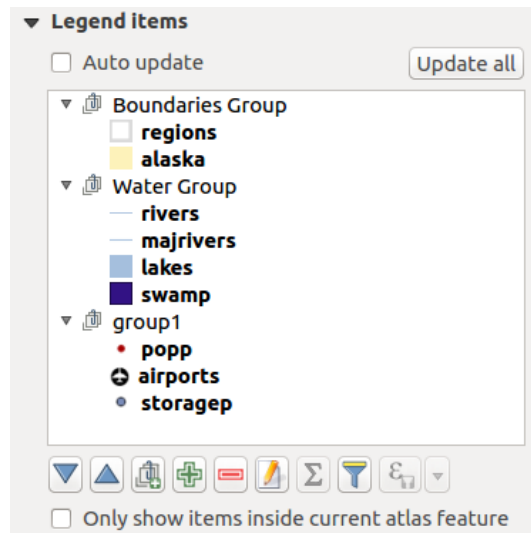 Legend items
Auto update
Update all
Boundaries Group
regions
alaska
Water Group
rivers
majrivers
lakes
swamp
group1
popp
airports
storagep
Σ
ε
Only show items inside current atlas feature